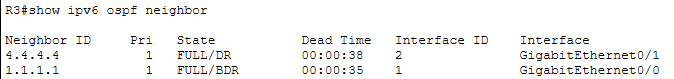 R3#show ipv6 ospf neighbor
Neighbor ID Pri State Dead Time Interface ID Interface
4.4.4.4 1 FULL/DR 00:00:38 2 GigabitEthernet0/1
1.1.1.1 1 FULL/BDR 00:00:35 1 GigabitEthernet0/0